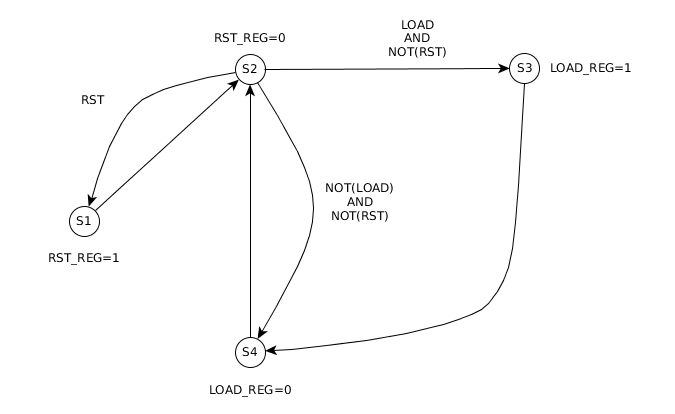 RST_REG=0
LOAD
AND
NOT(RST)
S2
S3
LOAD_REG=1
RST
NOT(LOAD)
AND
NOT(RST)
S1
RST_REG=1
S4
LOAD_REG=0